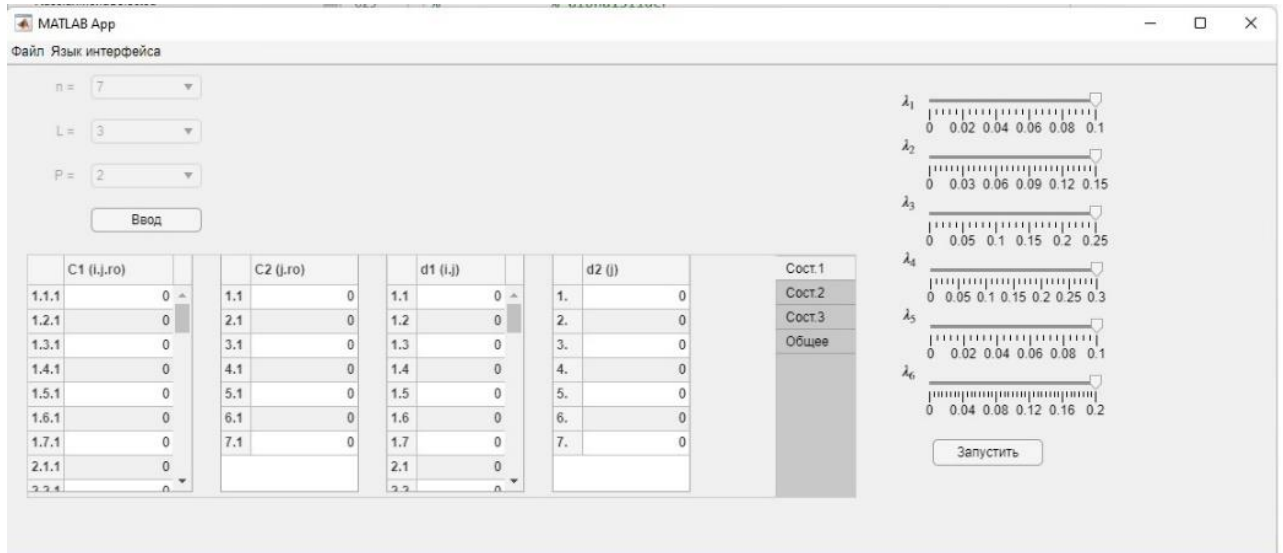 MATLAB App
Файл Язык интерфейса
n = 7
L = 3
P = 2
Ввод
C1 (i.j.ro)
1.1.1 0
1.2.1 0
1.3.1 0
1.4.1 0
1.5.1 0
1.6.1 0
1.7.1 0
2.1.1 0
C2 (j.ro)
1.1 0
2.1 0
3.1 0
4.1 0
5.1 0
6.1 0
7.1 0
d1 (i.j)
1.1 0
1.2 0
1.3 0
1.4 0
1.5 0
1.6 0
1.7 0
2.1 0
d2 (j)
1. 0
2. 0
3. 0
4. 0
5. 0
6. 0
7. 0
Сост.1
Сост.2
Сост.3
Общее
λ1
0 0.02 0.04 0.06 0.08 0.1
λ2
0 0.03 0.06 0.09 0.12 0.15
λ3
0 0.05 0.1 0.15 0.2 0.25
λ4
0 0.05 0.1 0.15 0.2 0.25 0.3
λ5
0 0.02 0.04 0.06 0.08 0.1
λ6
0 0.04 0.08 0.12 0.16 0.2
Запустить